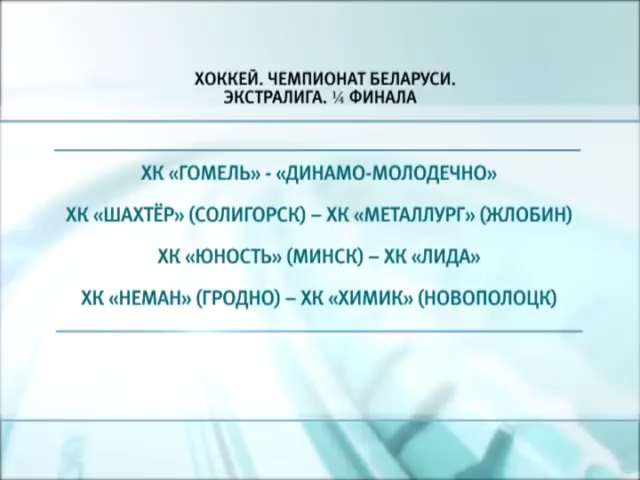 ХОККЕЙ. ЧЕМПИОНАТ БЕЛАРУСИ.
ЭКСТРАЛИГА. ¼ ФИНАЛА
ХК «ГОМЕЛЬ» - «ДИНАМО-МОЛОДЕЧНО»
ХК «ШАХТЁР» (СОЛИГОРСК) – ХК «МЕТАЛЛУРГ» (ЖЛОБИН)
ХК «ЮНОСТЬ» (МИНСК) – ХК «ЛИДА»
ХК «НЕМАН» (ГРОДНО) – ХК «ХИМИК» (НОВОПОЛОЦК)